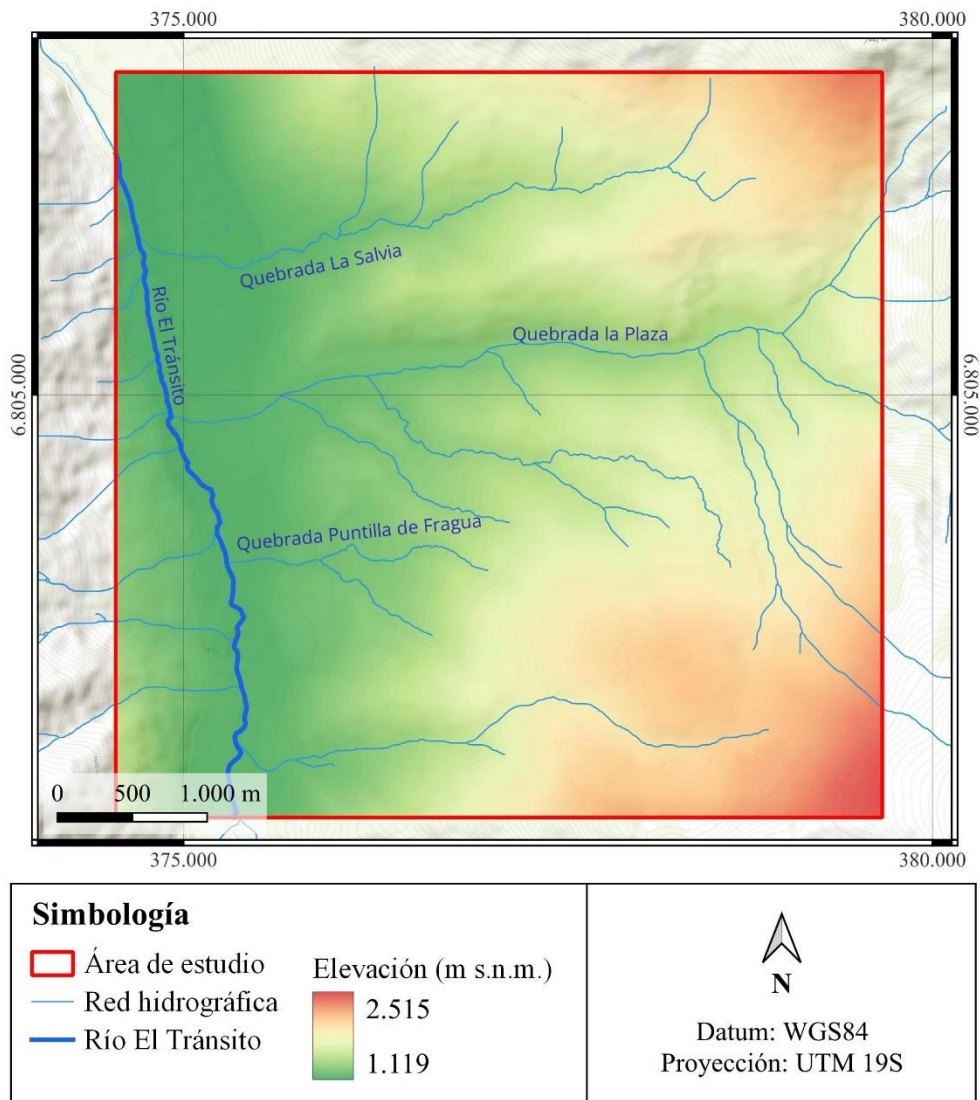 375.000
380.000
Quebrada La Salvia
Río El Tránsito
Quebrada la Plaza
6.805.000
6.805.000
Quebrada Puntilla de Fragua
0 500 1.000 m
375.000
380.000
Simbología
Área de estudio
Red hidrográfica
Río El Tránsito
Elevación (m s.n.m.)
2.515
1.119
N
Datum: WGS84
Proyección: UTM 19S